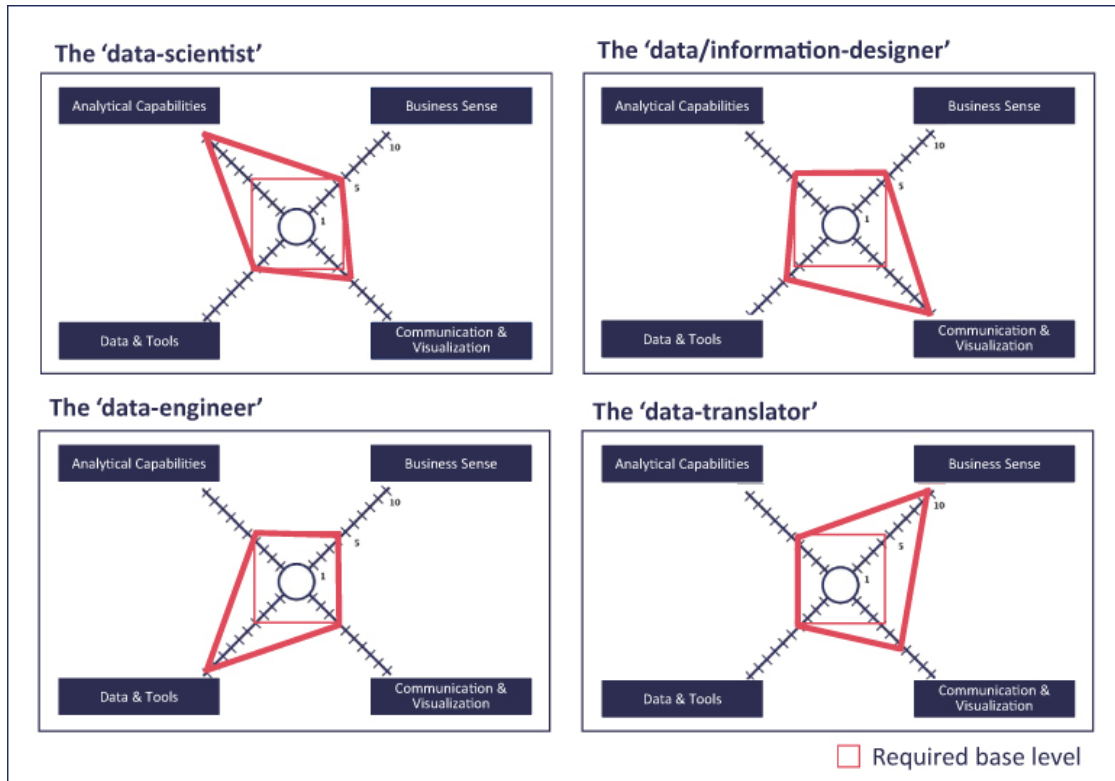 The 'data-scientist'
Analytical Capabilities
Business Sense
10
5
1
Data & Tools
Communication &
Visualization
The 'data/information-designer'
Analytical Capabilities
Business Sense
10
5
1
Data & Tools
Communication &
Visualization
The 'data-engineer'
Analytical Capabilities
Business Sense
10
5
1
Data & Tools
Communication &
Visualization
The 'data-translator'
Analytical Capabilities
Business Sense
10
5
1
Data & Tools
Communication &
Visualization
Required base level